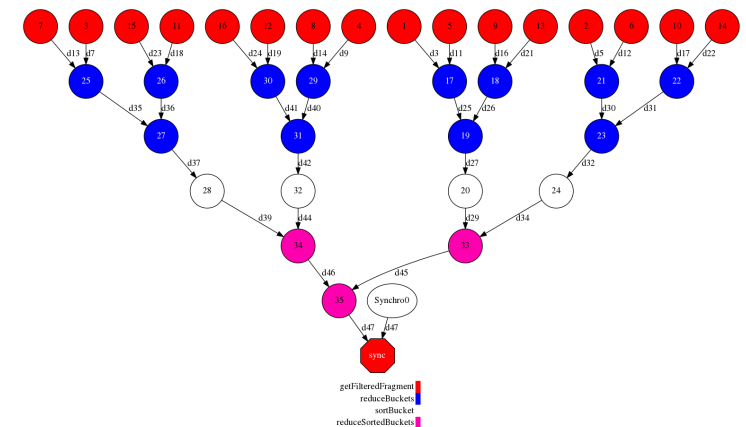 7 3 15 11 16 12 8 4 1 5 9 13 2 6 10 14
d13 d7 d23 d18 d24 d19 d14 d9 d3 d11 d16 d21 d5 d12 d17 d22
25 26 30 29 17 18 21 22
d35 d36 d41 d40 d25 d26 d30 d31
27 31 19 23
d37 d42 d27 d32
28 32 20 24
d39 d44 d29 d34
34 33
d46 d45
35 Synchro0
d47 d47
sync
getFilteredFragment
reduceBuckets
sortBucket
reduceSortedBuckets